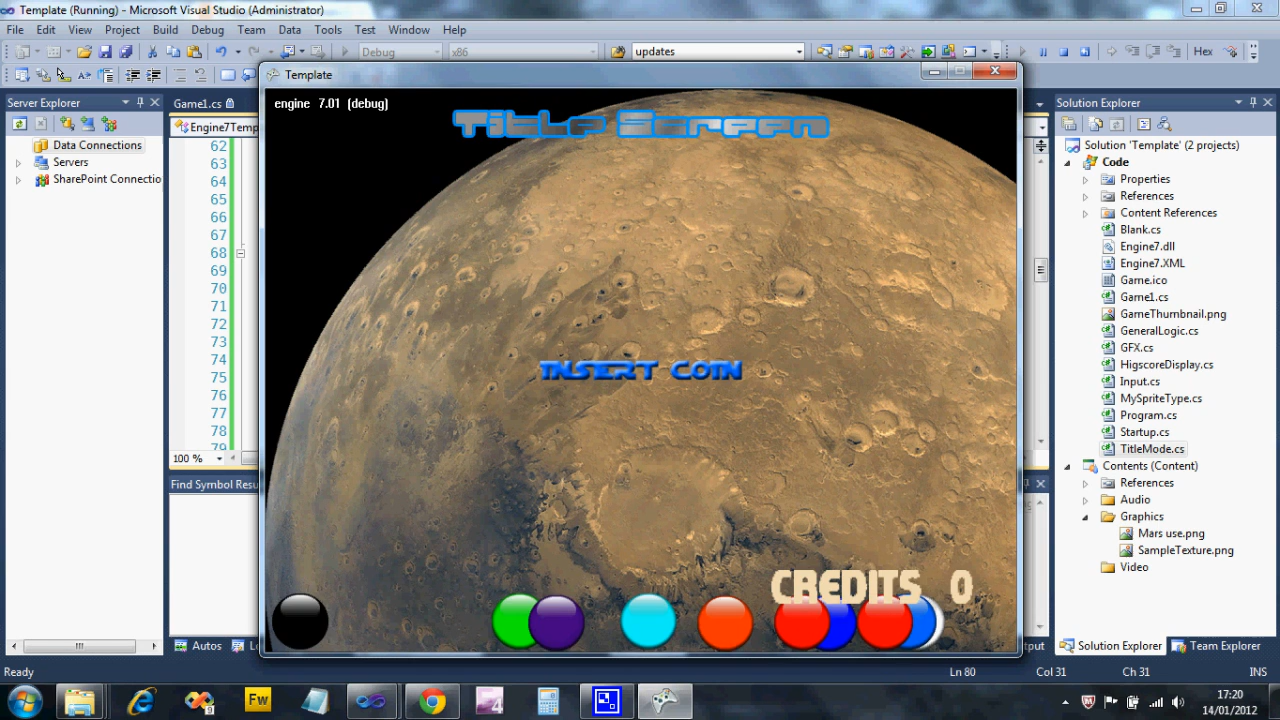 Template (Running) - Microsoft Visual Studio (Administrator)
File Edit View Project Build Debug Team Data Tools Test Window Help
Debug x86 updates Hex
Template
Server Explorer
Data Connections
Servers
SharePoint Connectio
Game1.cs
Engine7Temp
62
63
64
65
66
67
68
69
70
71
72
73
74
75
76
77
78
79
100 %
Find Symbol Resu
Autos
engine 7.01 (debug)
Title Screen
INSERT COIN
CREDITS 0
Solution Explorer
Solution 'Template' (2 projects)
Code
Properties
References
Content References
Blank.cs
Engine7.dll
Engine7.XML
Game.ico
Game1.cs
GameThumbnail.png
GeneralLogic.cs
GFX.cs
HigscoreDisplay.cs
Input.cs
MySpriteType.cs
Program.cs
Startup.cs
TitleMode.cs
Contents (Content)
References
Audio
Graphics
Mars use.png
SampleTexture.png
Video
Solution Explorer Team Explorer
Ready Ln 80 Col 31 Ch 31 INS
Fw
4
17:20
14/01/2012